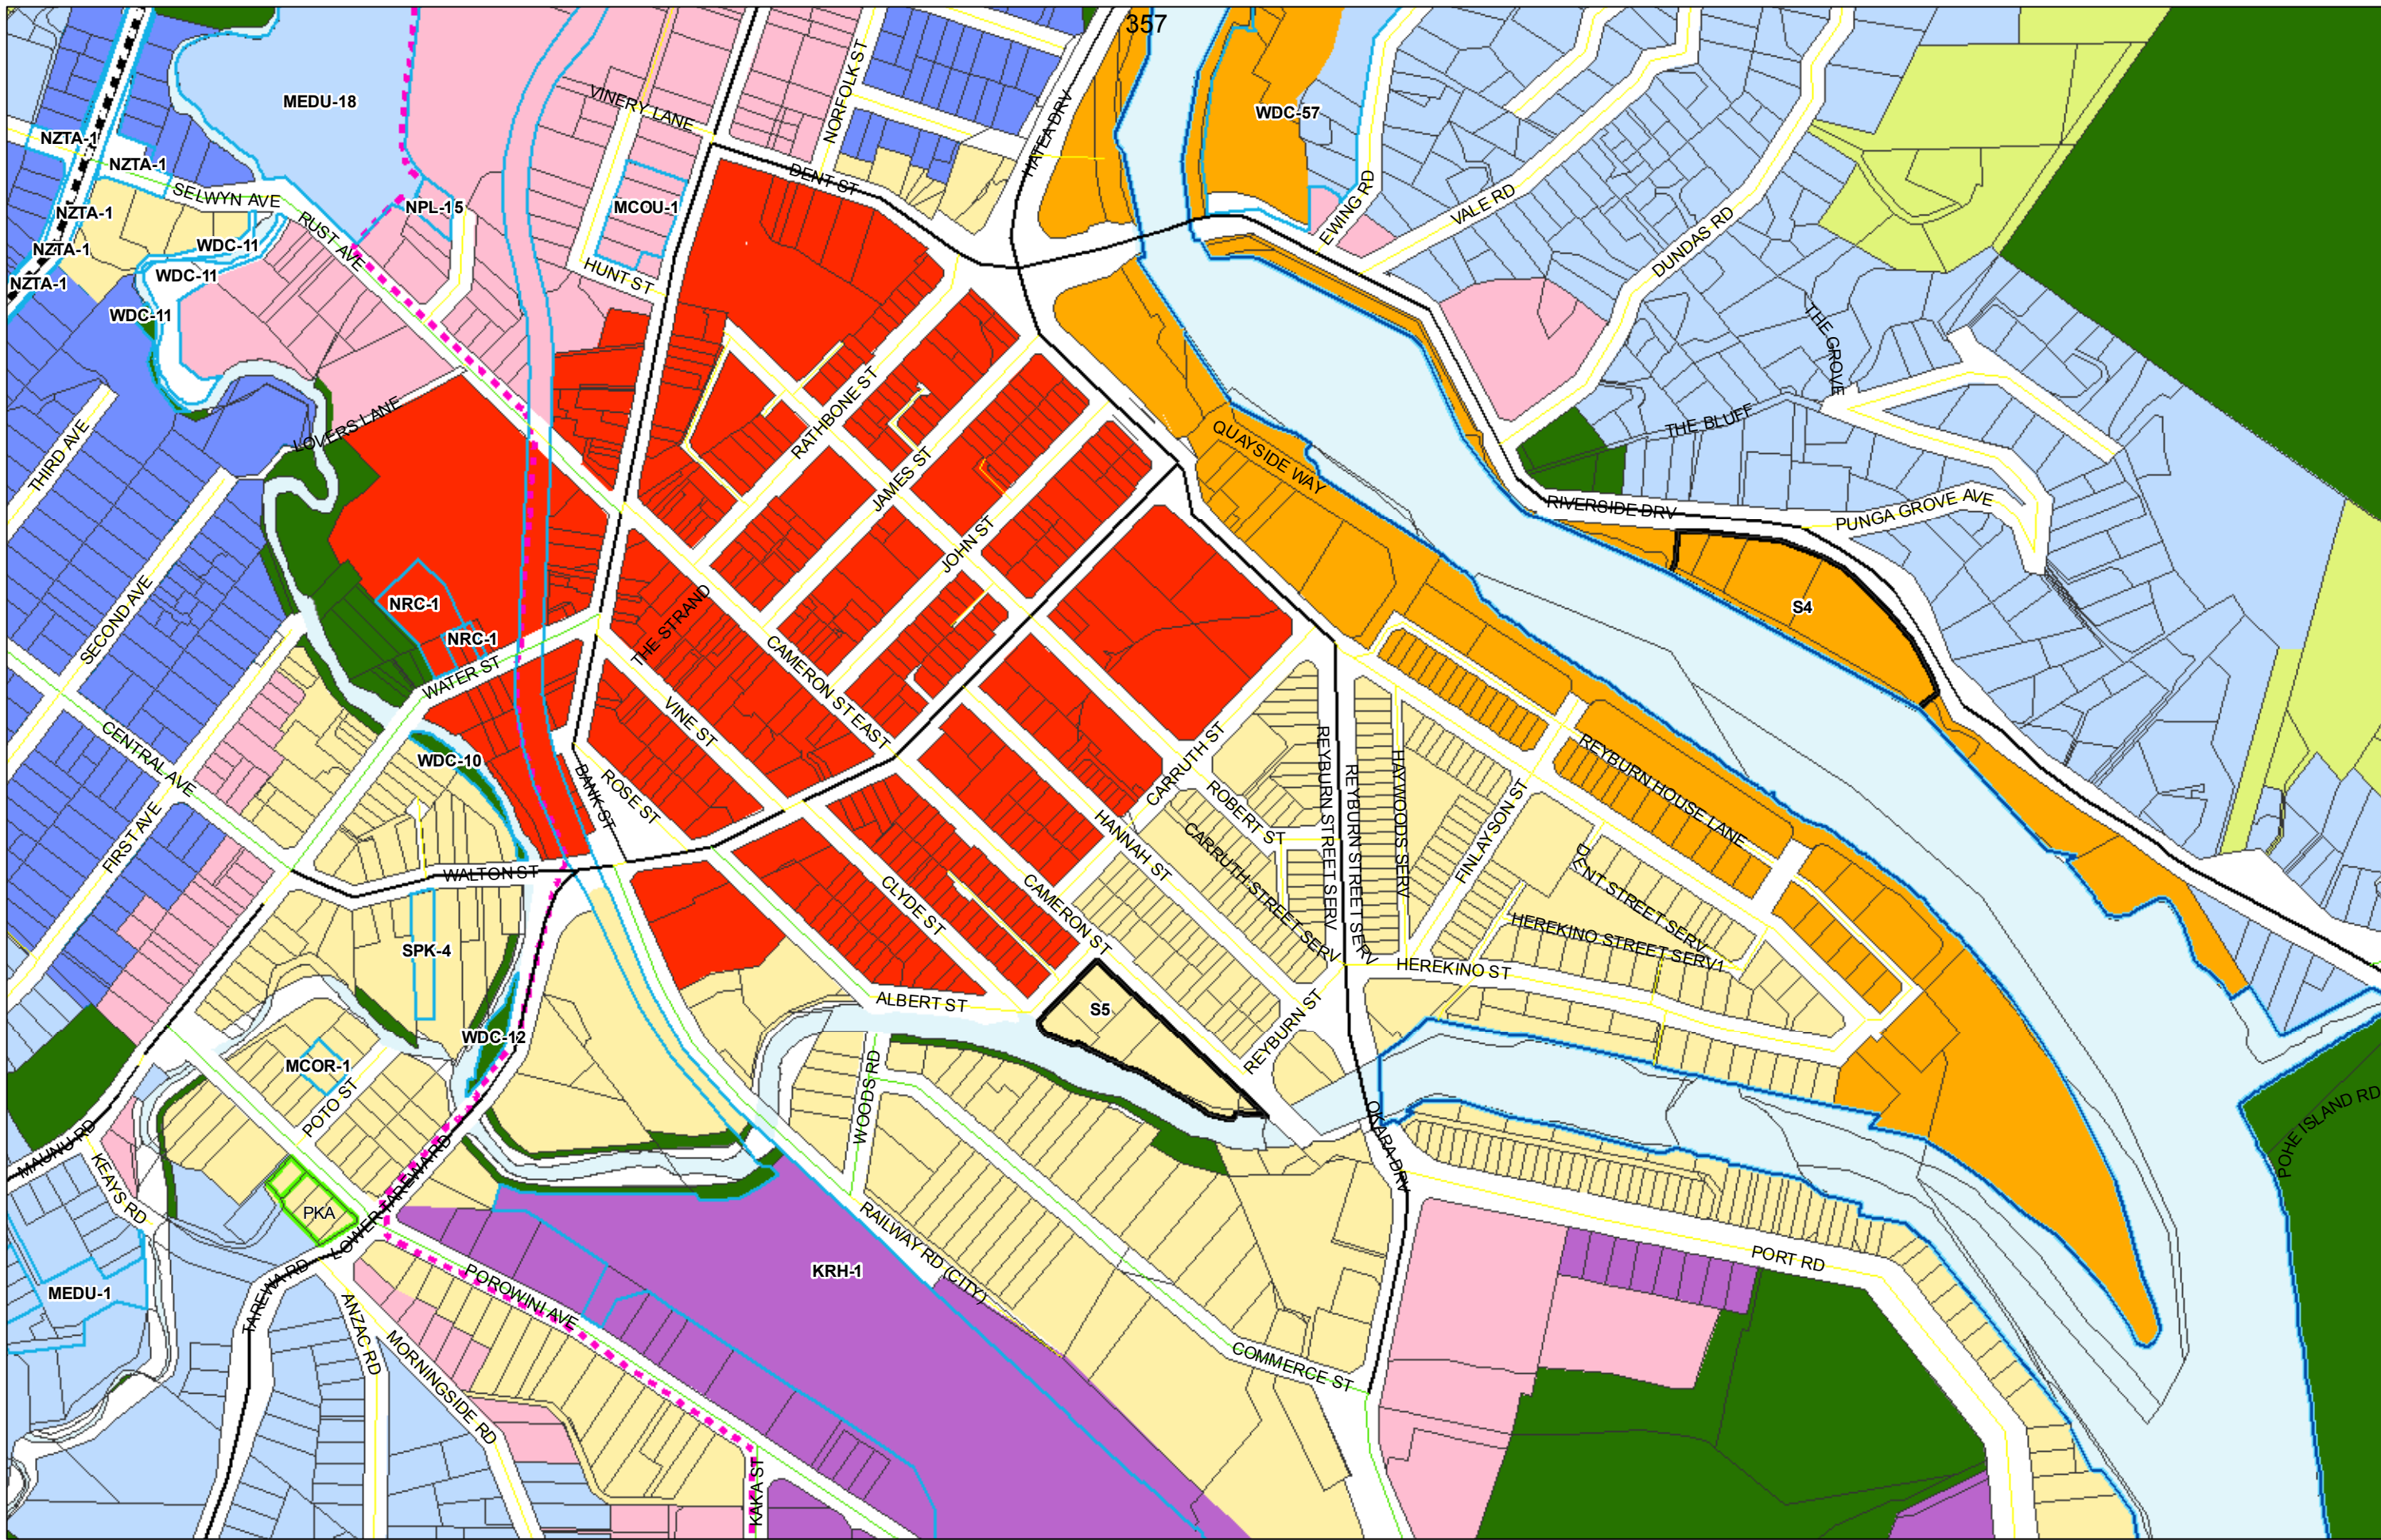 357
MEDU-18
NZTA-1
NZTA-1
SELWYN AVE
NZTA-1
NZTA-1
NZTA-1
RUST AVE
NPL-15
WDC-11
WDC-11
WDC-11
VINERY LANE
NORFOLK ST
MCOU-1
HUNT ST
DENT ST
HATEA DRV
WDC-57
EWING RD
VALE RD
DUNDAS RD
THE GROVE
THE BLUFF
LOVERS LANE
THIRD AVE
RATHBONE ST
JAMES ST
JOHN ST
QUAYSIDE WAY
RIVERSIDE DRV
PUNGA GROVE AVE
S4
SECOND AVE
NRC-1
NRC-1
WATER ST
THE STRAND
CAMERON ST EAST
VINE ST
CENTRAL AVE
WDC-10
BANK ST
ROSE ST
FIRST AVE
WALTON ST
CARRUTH ST
ROBERT ST
REYBURN STREET SERV
REYBURN STREET SERV
HAYWOODS SERV
FINLAYSON ST
REYBURN HOUSE LANE
HANNAH ST
CARRUTH STREET SERV
DENT STREET SERV
CLYDE ST
CAMERON ST
HEREKINO STREET SERV1
HEREKINO ST
SPK-4
ALBERT ST
S5
REYBURN ST
WDC-12
MCOR-1
POTO ST
WOODS RD
OKARA DRV
POHE ISLAND RD
MAUNU RD
KEAYS RD
PKA
LOWER TAREWA RD
RAILWAY RD (CITY)
PORT RD
KRH-1
MEDU-1
TAREWA RD
POROWINI AVE
ANZAC RD
MORNINGSIDE RD
COMMERCE ST
KAKA ST